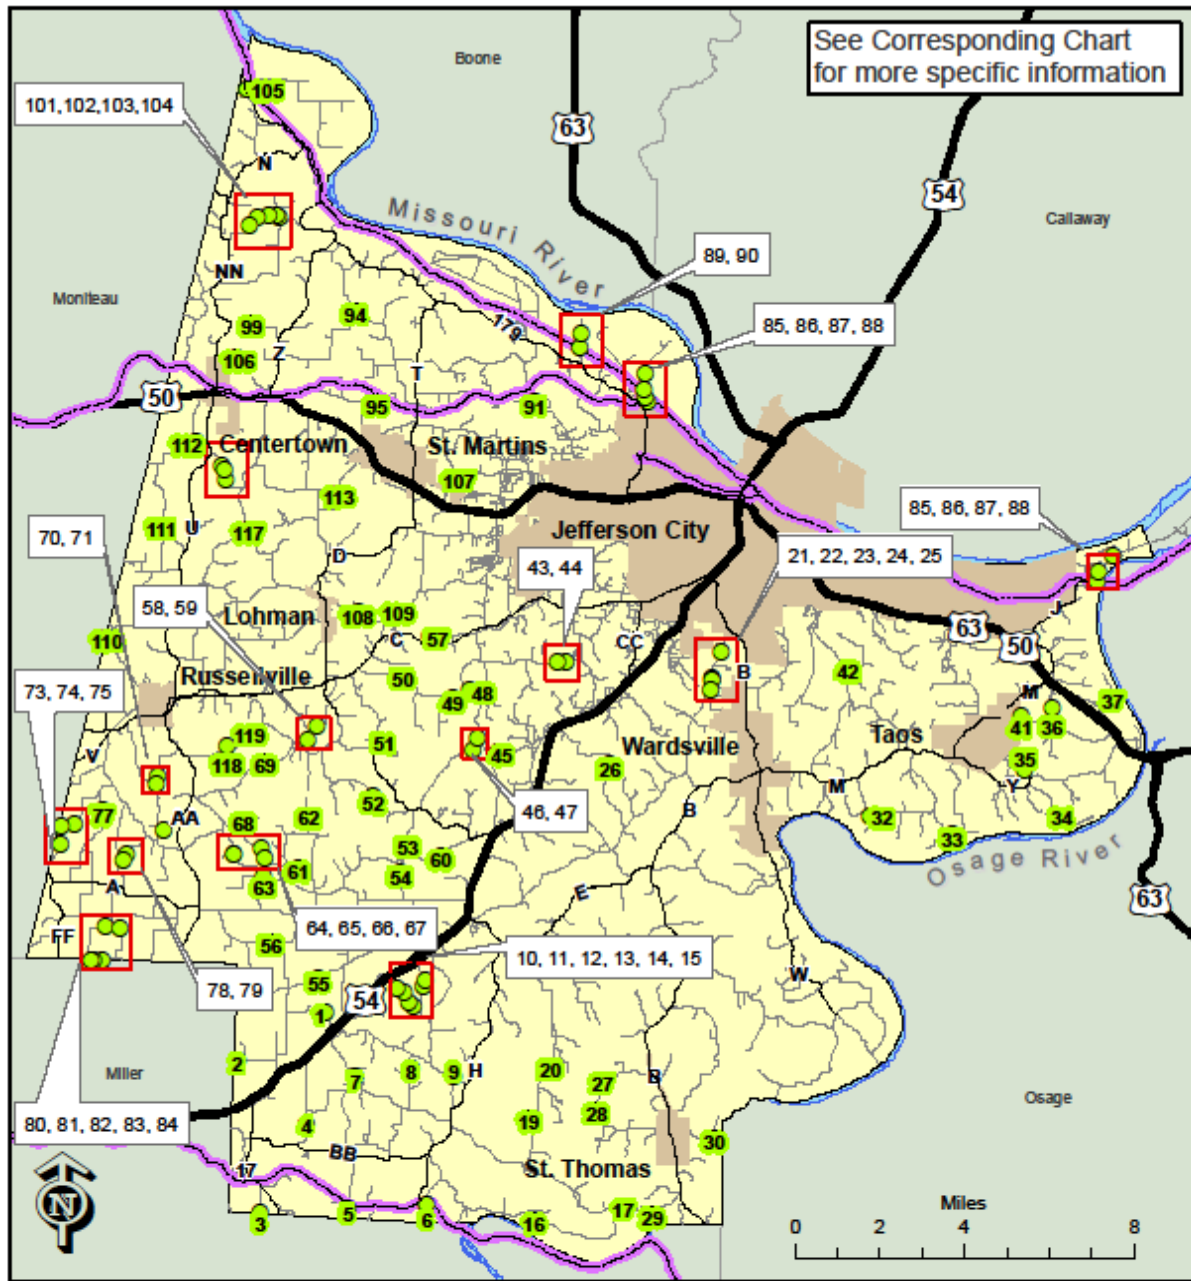 See Corresponding Chart
for more specific information
Boone
105
101,102,103,104
63
N
54
Missouri River
Callaway
89, 90
NN
Moniteau
85, 86, 87, 88
94
99
179
Z
106
T
50
95
91
112
Centertown
St. Martins
107
113
70, 71
111
U
117
Jefferson City
85, 86, 87, 88
D
43, 44
21, 22, 23, 24, 25
58, 59
Lohman
108
109
J
110
C
57
CC
63
50
73, 74, 75
Russellville
50
B
42
49
48
M
37
119
51
45
Wardsville
Taos
41
36
V
118
69
26
35
77
AA
52
46, 47
B
M
Y
68
62
32
34
53
60
33
61
54
Osage River
A
63
E
63
64, 65, 66, 67
FF
56
10, 11, 12, 13, 14, 15
78, 79
W
55
54
1
2
Miller
7
8
9
H
20
27
B
Osage
80, 81, 82, 83, 84
4
19
28
30
BB
17
St. Thomas
N
Miles
3
5
6
16
17
29
0 2 4 8